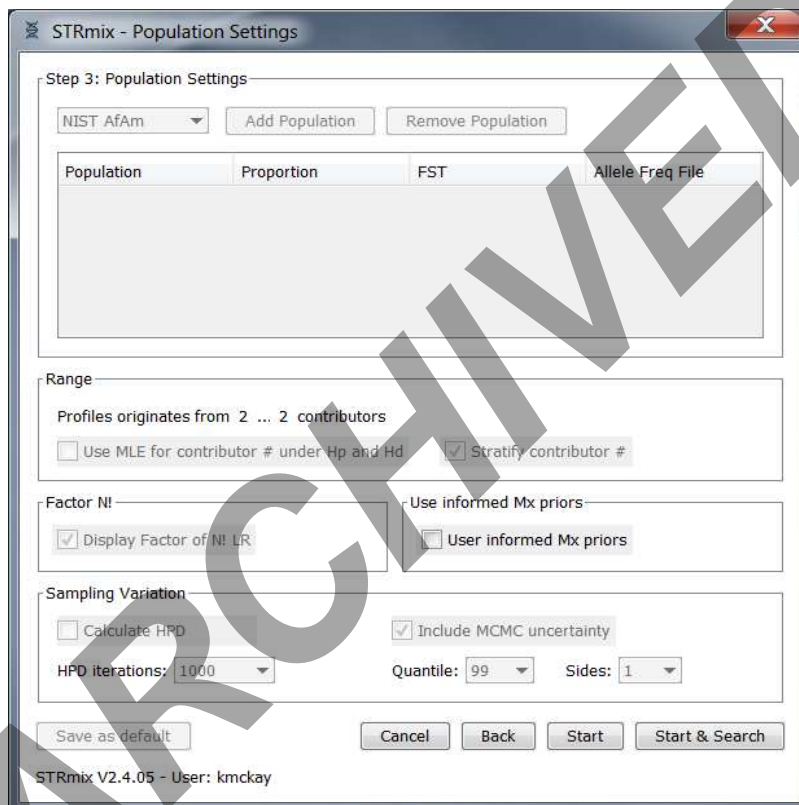 STRmix - Population Settings
Step 3: Population Settings
NIST AfAm Add Population Remove Population
Population Proportion FST Allele Freq File
Range
Profiles originates from 2 ... 2 contributors
Use MLE for contributor # under Hp and Hd Stratify contributor #
Factor N! Use informed Mx priors
Display Factor of N! LR User informed Mx priors
Sampling Variation
Calculate HPD Include MCMC uncertainty
HPD iterations: 1000 Quantile: 99 Sides: 1
Save as default Cancel Back Start Start & Search
STRmix V2.4.05 - User: kmckay